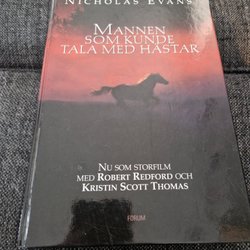 NICHOLAS EVANS
MANNEN
SOM KUNDE
TALA MED HÄSTAR
NU SOM STORFILM
MED ROBERT REDFORD OCH
KRISTIN SCOTT THOMAS
FORUM